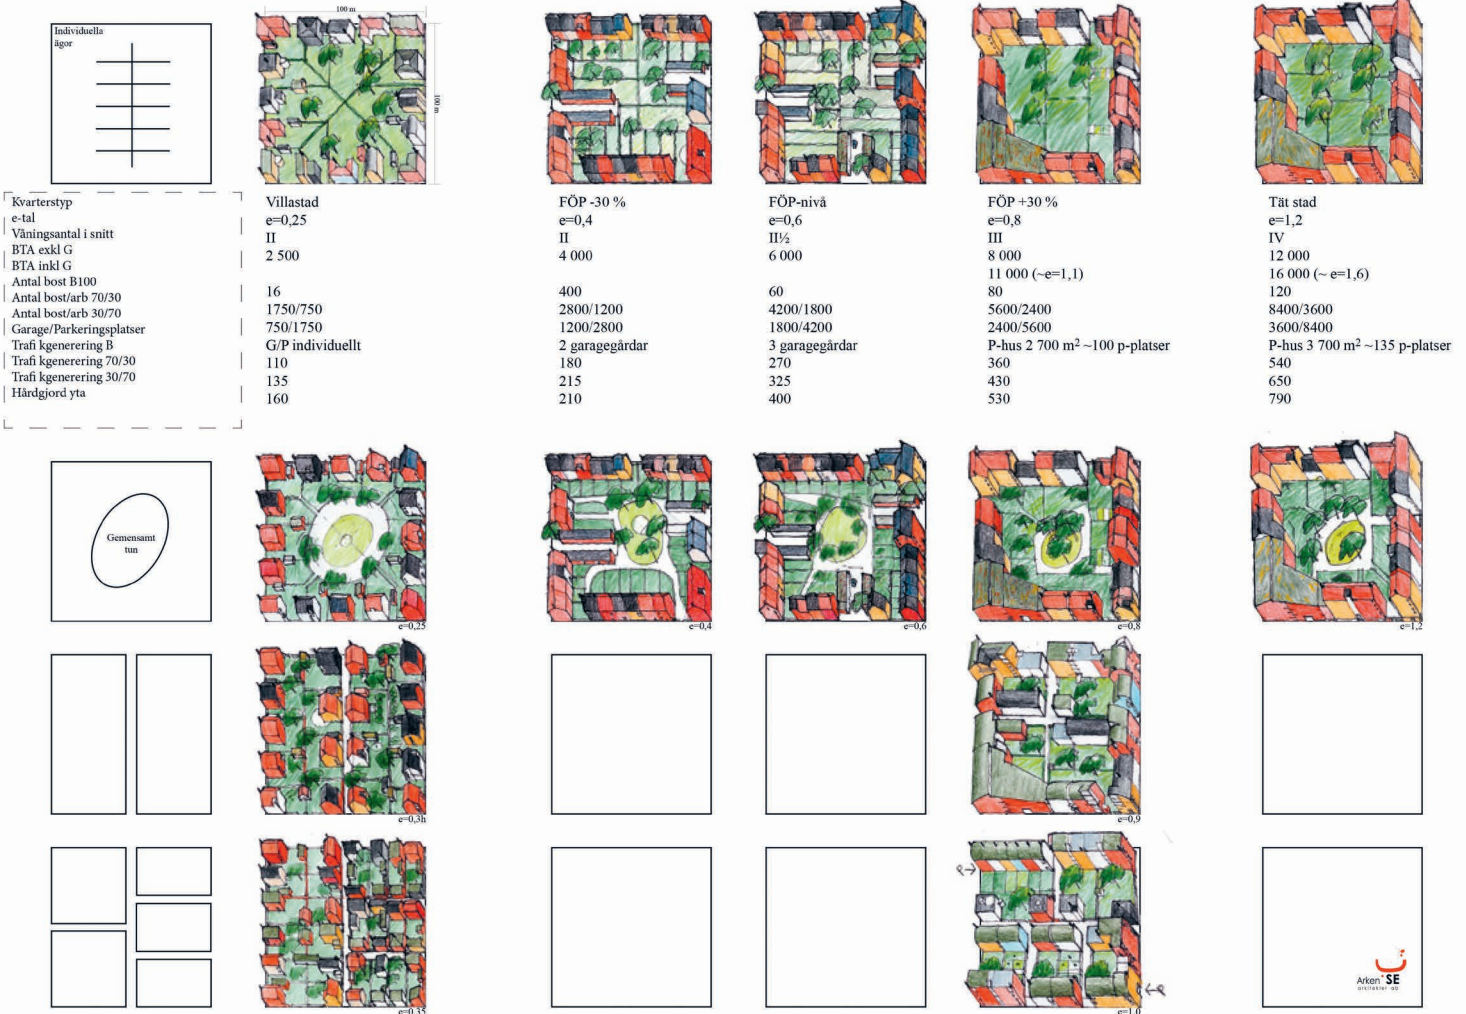 Individuella
ägor
100 m
100 m
Kvarterstyp
e-tal
Våningsantal i snitt
BTA exkl G
BTA inkl G
Antal bost B100
Antal bost/arb 70/30
Antal bost/arb 30/70
Garage/Parkeringsplatser
Trafi kgenerering B
Trafi kgenerering 70/30
Trafi kgenerering 30/70
Hårdgjord yta
Villastad
e=0,25
II
2 500
16
1750/750
750/1750
G/P individuellt
110
135
160
FÖP -30 %
e=0,4
II
4 000
400
2800/1200
1200/2800
2 garagegårdar
180
215
210
FÖP-nivå
e=0,6
II½
6 000
60
4200/1800
1800/4200
3 garagegårdar
270
325
400
FÖP +30 %
e=0,8
III
8 000
11 000 (~e=1,1)
80
5600/2400
2400/5600
P-hus 2 700 m² ~100 p-platser
360
430
530
Tät stad
e=1,2
IV
12 000
16 000 (~ e=1,6)
120
8400/3600
3600/8400
P-hus 3 700 m² ~135 p-platser
540
650
790
Gemensamt
tun
e=0,25
e=0,4
e=0,6
e=0,8
e=1,2
e=0,3h
e=0,9
P
P
e=0,35
e=1,0
Arken SE
arkitekter ab